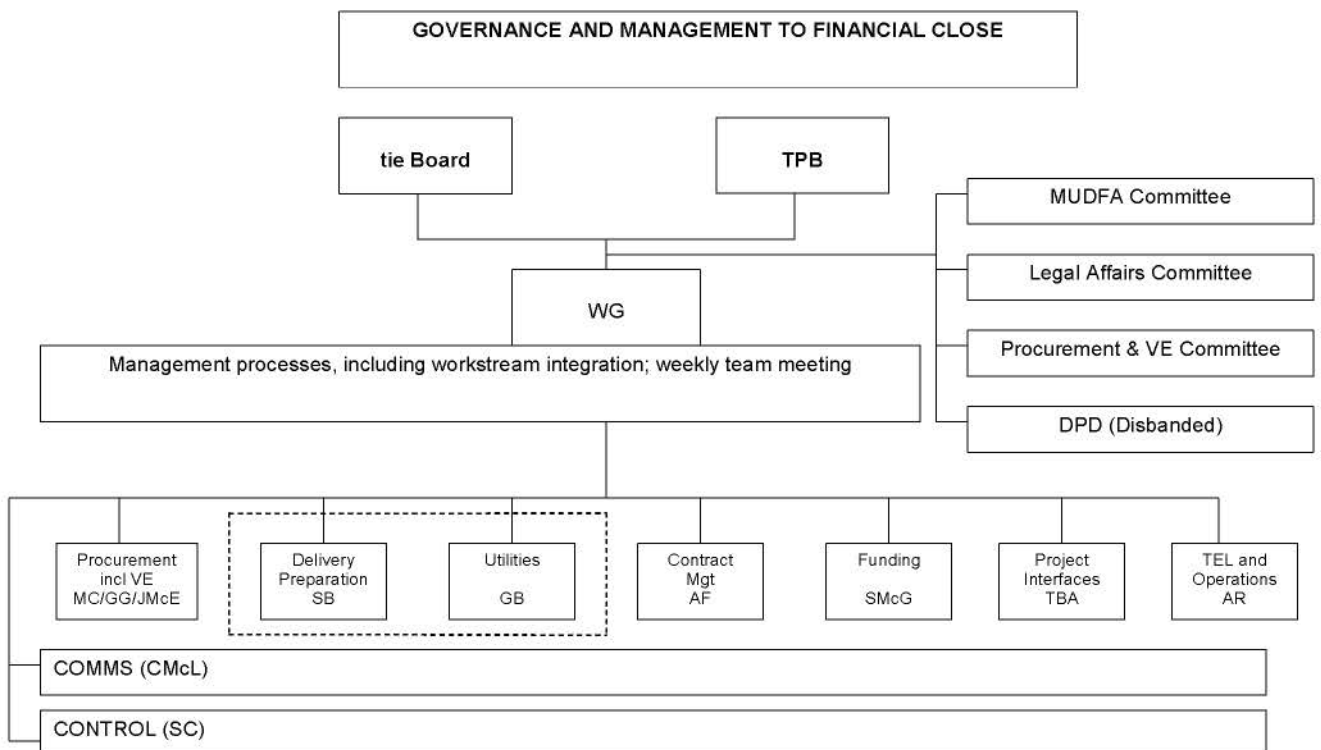 GOVERNANCE AND MANAGEMENT TO FINANCIAL CLOSE
tie Board
TPB
MUDFA Committee
Legal Affairs Committee
Procurement & VE Committee
DPD (Disbanded)
WG
Management processes, including workstream integration; weekly team meeting
Procurement
incl VE
MC/GG/JMcE
Delivery
Preparation
SB
Utilities
GB
Contract
Mgt
AF
Funding
SMcG
Project
Interfaces
TBA
TEL and
Operations
AR
COMMS (CMcL)
CONTROL (SC)